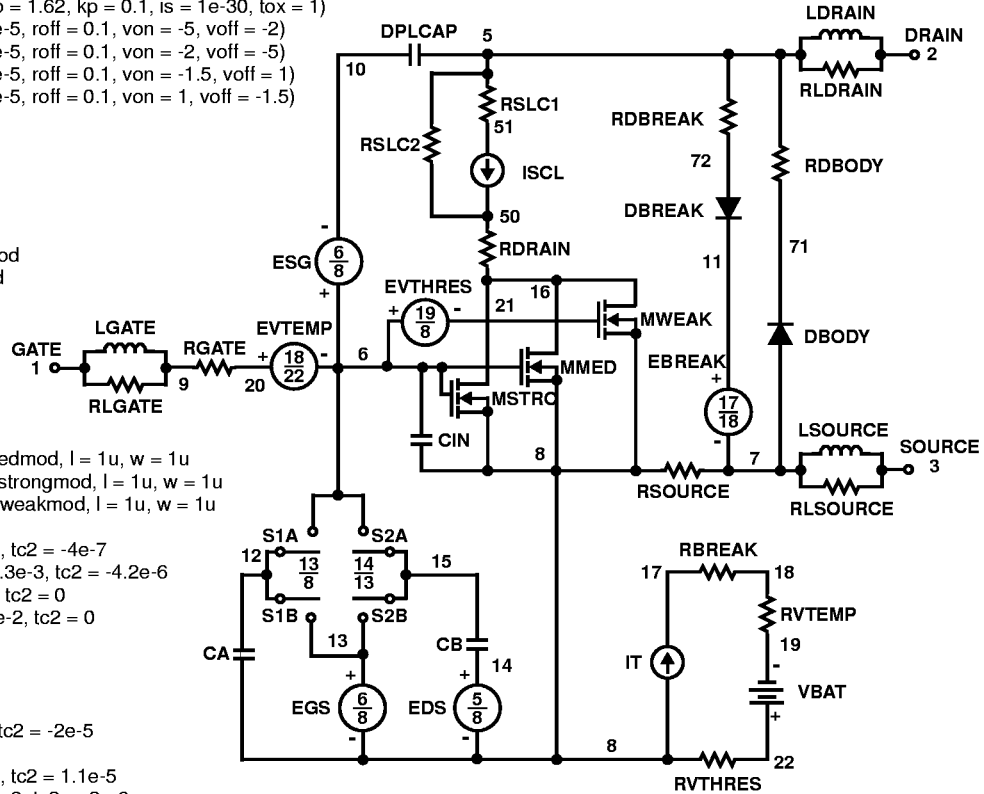 o = 1.62, kp = 0.1, is = 1e-30, tox = 1)
e-5, roff = 0.1, von = -5, voff = -2)
e-5, roff = 0.1, von = -2, voff = -5)
e-5, roff = 0.1, von = -1.5, voff = 1)
e-5, roff = 0.1, von = 1, voff = -1.5)
od
d
edmod, l = 1u, w = 1u
strongmod, l = 1u, w = 1u
weakmod, l = 1u, w = 1u
, tc2 = -4e-7
.3e-3, tc2 = -4.2e-6
, tc2 = 0
e-2, tc2 = 0
tc2 = -2e-5
, tc2 = 1.1e-5
LDRAIN
DPLCAP
5
DRAIN
2
10
RLDRAIN
RSLC1
51
RDBREAK
RSLC2
72
RDBODY
ISCL
DBREAK
50
RDRAIN
71
11
ESG
6
8
-
+
EVTHRES
+
19
8
-
16
21
MWEAK
LGATE
EVTEMP
GATE
1
RGATE
+
18
22
-
6
EBREAK
DBODY
MMED
9
20
RLGATE
MSTRO
+
17
18
-
CIN
8
7
LSOURCE
SOURCE
3
RSOURCE
RLSOURCE
S1A
S2A
12
13
8
14
13
15
RBREAK
17
18
S1B
S2B
RVTEMP
13
CB
19
CA
14
IT
-
VBAT
+
+
+
EGS
6
8
EDS
5
8
-
-
8
22
RVTHRES